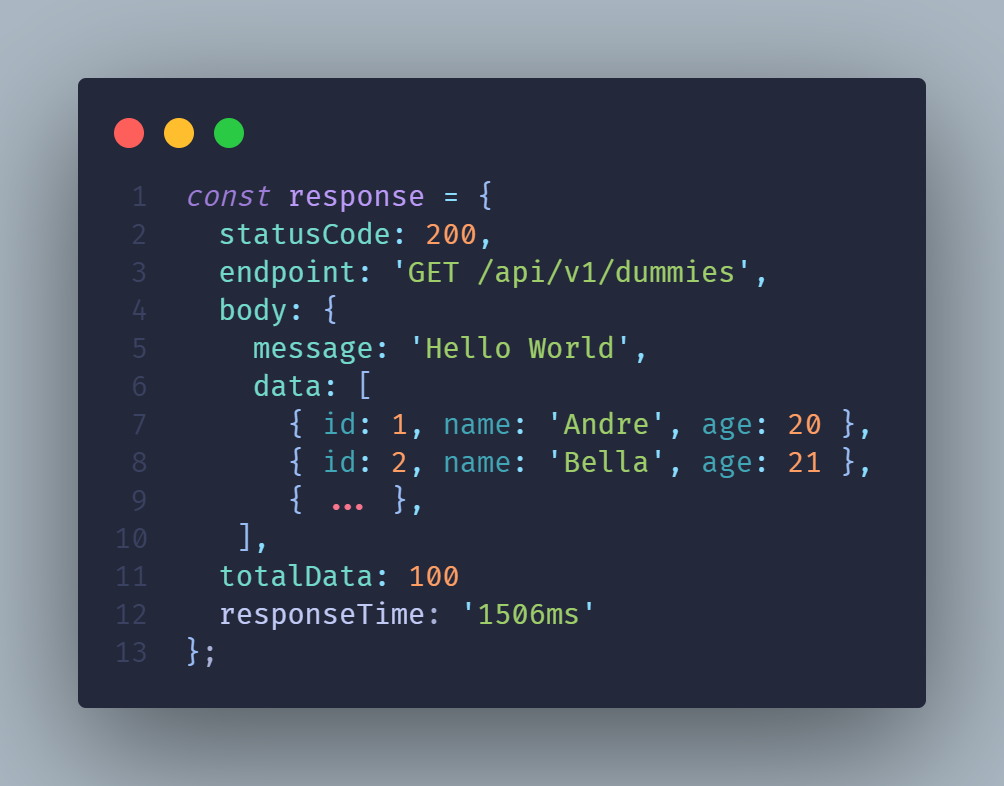 1 const response = {
2 statusCode: 200,
3 endpoint: 'GET /api/v1/dummies',
4 body: {
5 message: 'Hello World',
6 data: [
7 { id: 1, name: 'Andre', age: 20 },
8 { id: 2, name: 'Bella', age: 21 },
9 { ... },
10 ],
11 totalData: 100
12 responseTime: '1506ms'
13 };